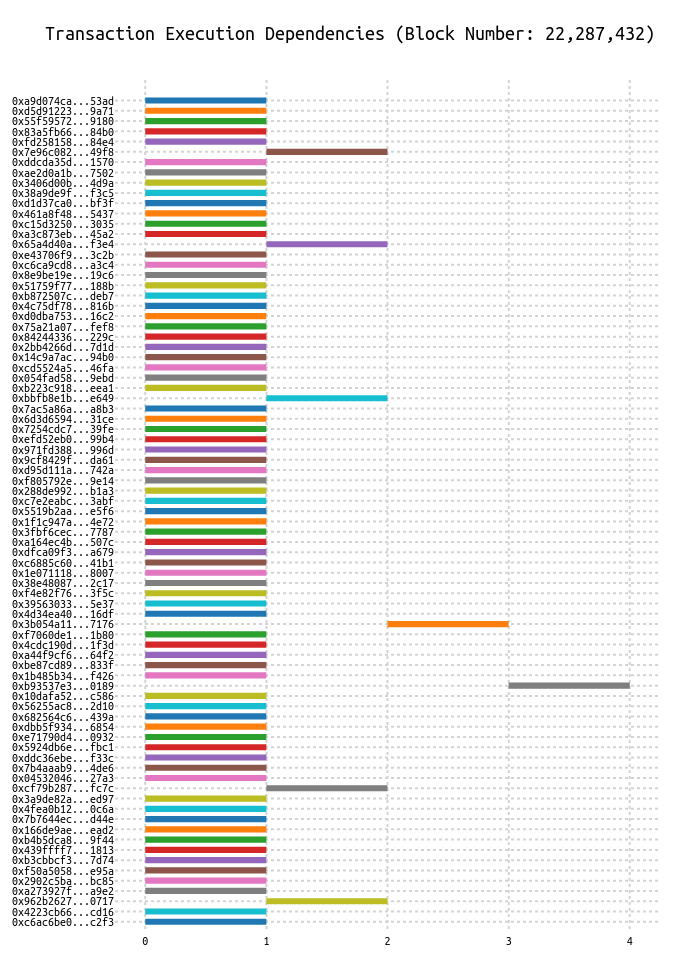 Transaction Execution Dependencies (Block Number: 22,287,432)
0xa9d074ca...53ad
0xd5d91223...9a71
0x55f59572...9180
0x83a5fb66...84b0
0xfd258158...84e4
0x7e96c082...49f8
0xddcda35d...1570
0xae2d0a1b...7502
0x3406d00b...4d9a
0x38a9de9f...f3c5
0xd1d37ca0...bf3f
0x461a8f48...5437
0xc15d3250...3035
0xa3c873eb...45a2
0x65a4d40a...f3e4
0xe43706f9...3c2b
0xc6ca9cd8...a3c4
0x8e9be19e...19c6
0x51759f77...188b
0xb872507c...deb7
0x4c75df78...816b
0xd0dba753...16c2
0x75a21a07...fef8
0x84244336...229c
0x2bb4266d...7d1d
0x14c9a7ac...94b0
0xcd5524a5...46fa
0x054fad58...9ebd
0xb223c918...eea1
0xbbfb8e1b...e649
0x7ac5a86a...a8b3
0x6d3d6594...31ce
0x7254cdc7...39fe
0xefd52eb0...99b4
0x971fd388...996d
0x9cf8429f...da61
0xd95d111a...742a
0xf805792e...9e14
0x288de992...b1a3
0xc7e2eabc...3abf
0x5519b2aa...e5f6
0x1f1c947a...4e72
0x3fbf6cec...7787
0xa164ec4b...507c
0xdfca09f3...a679
0xc6885c60...41b1
0x1e071118...8007
0x38e48087...2c17
0xf4e82f76...3f5c
0x39563033...5e37
0x4d34ea40...16df
0x3b054a11...7176
0xf7060de1...1b80
0x4cdc190d...1f3d
0xa44f9cf6...64f2
0xbe87cd89...833f
0x1b485b34...f426
0xb93537e3...0189
0x10dafa52...c586
0x56255ac8...2d10
0x682564c6...439a
0xdbb5f934...6854
0xe71790d4...0932
0x5924db6e...fbc1
0xddc36ebe...f33c
0x7b4aaab9...4de6
0x04532046...27a3
0xcf79b287...fc7c
0x3a9de82a...ed97
0x4fea0b12...0c6a
0x7b7644ec...d44e
0x166de9ae...ead2
0xb4b5dca8...9f44
0x439ffff7...1813
0xb3cbbcf3...7d74
0xf50a5058...e95a
0x2902c5ba...bc85
0xa273927f...a9e2
0x962b2627...0717
0x4223cb66...cd16
0xc6ac6be0...c2f3
0 1 2 3 4